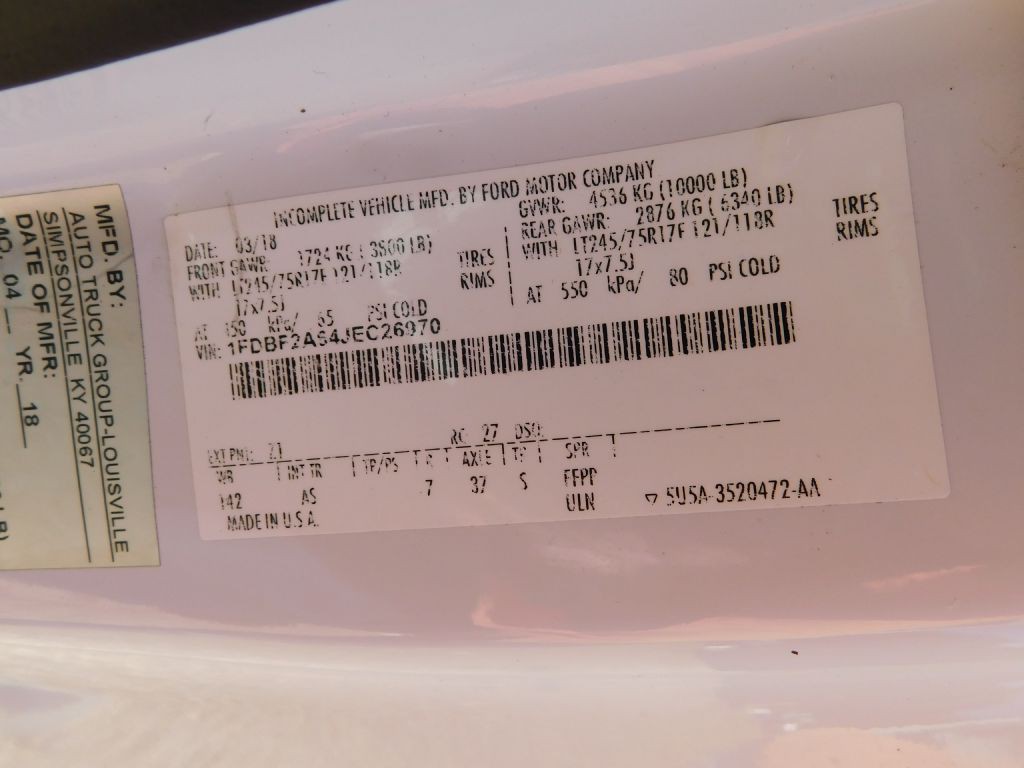 MFD. BY:
AUTO TRUCK GROUP-LOUISVILLE
SIMPSONVILLE KY 40067
DATE OF MFR:
MO. 04 YR. 18
LB)
INCOMPLETE VEHICLE MFD. BY FORD MOTOR COMPANY
DATE: 03/18 GVWR: 4536 KG (10000 LB)
FRONT GAWR: 1724 KG ( 3800 LB) REAR GAWR: 2876 KG ( 6340 LB)
WITH LT245/75R17E 121/118R TIRES WITH LT245/75R17E 121/118R TIRES
17x7.5J RIMS 17x7.5J RIMS
AT kPa/ 65 PSI COLD AT 550 kPa/ 80 PSI COLD
VIN: 1FDBF2A64JEC26970
EXT PNT: Z1 RC: 27 DSO:
WB INT TR TP/PS R AXLE TR SPR
142 AS 7 37 S FFPP
MADE IN U.S.A. ULN ▽ 5U5A-3520472-AA